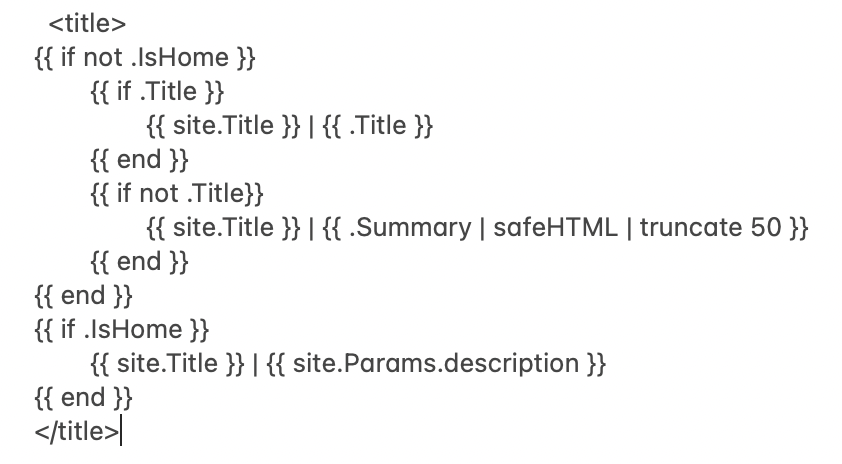 <title>
{{ if not .IsHome }}
{{ if .Title }}
{{ site.Title }} | {{ .Title }}
{{ end }}
{{ if not .Title}}
{{ site.Title }} | {{ .Summary | safeHTML | truncate 50 }}
{{ end }}
{{ end }}
{{ if .IsHome }}
{{ site.Title }} | {{ site.Params.description }}
{{ end }}
</title>